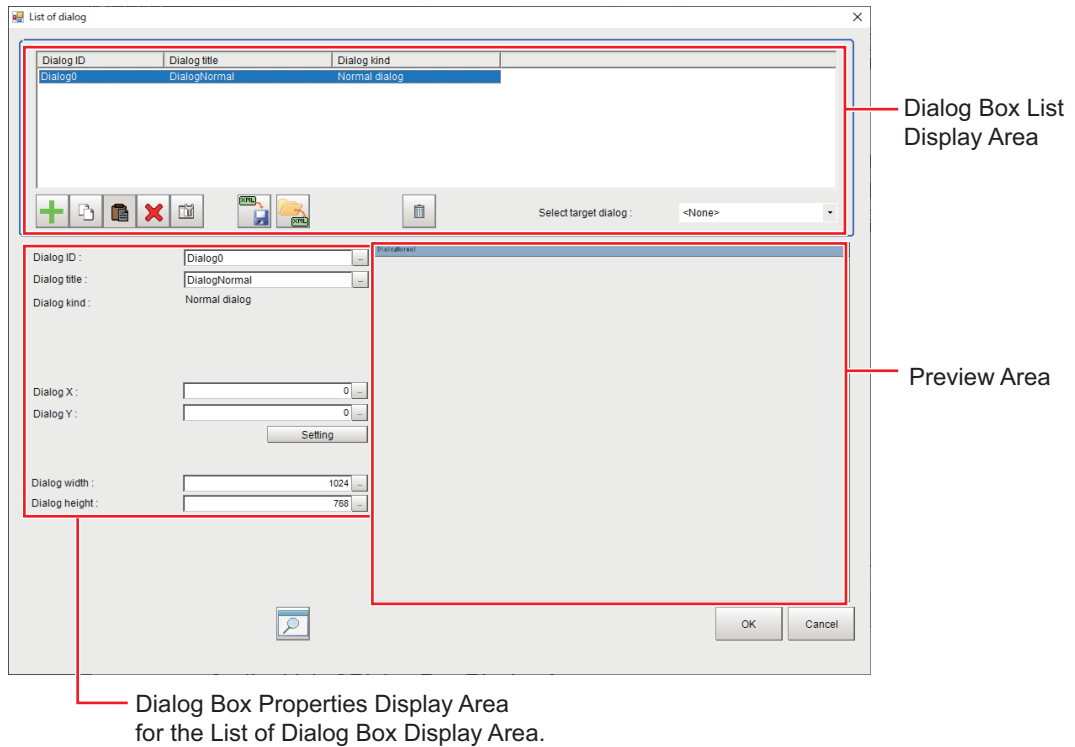 List of dialog
Dialog ID Dialog title Dialog kind
Dialog0 DialogNormal Normal dialog
Dialog Box List
Display Area
XML XML
Select target dialog : <None>
Dialog ID : Dialog0 ...
DialogNormal
Dialog title : DialogNormal ...
Dialog kind : Normal dialog
Preview Area
Dialog X : 0 ...
Dialog Y : 0 ...
Setting
Dialog width : 1024 ...
Dialog height : 768 ...
OK Cancel
Dialog Box Properties Display Area
for the List of Dialog Box Display Area.